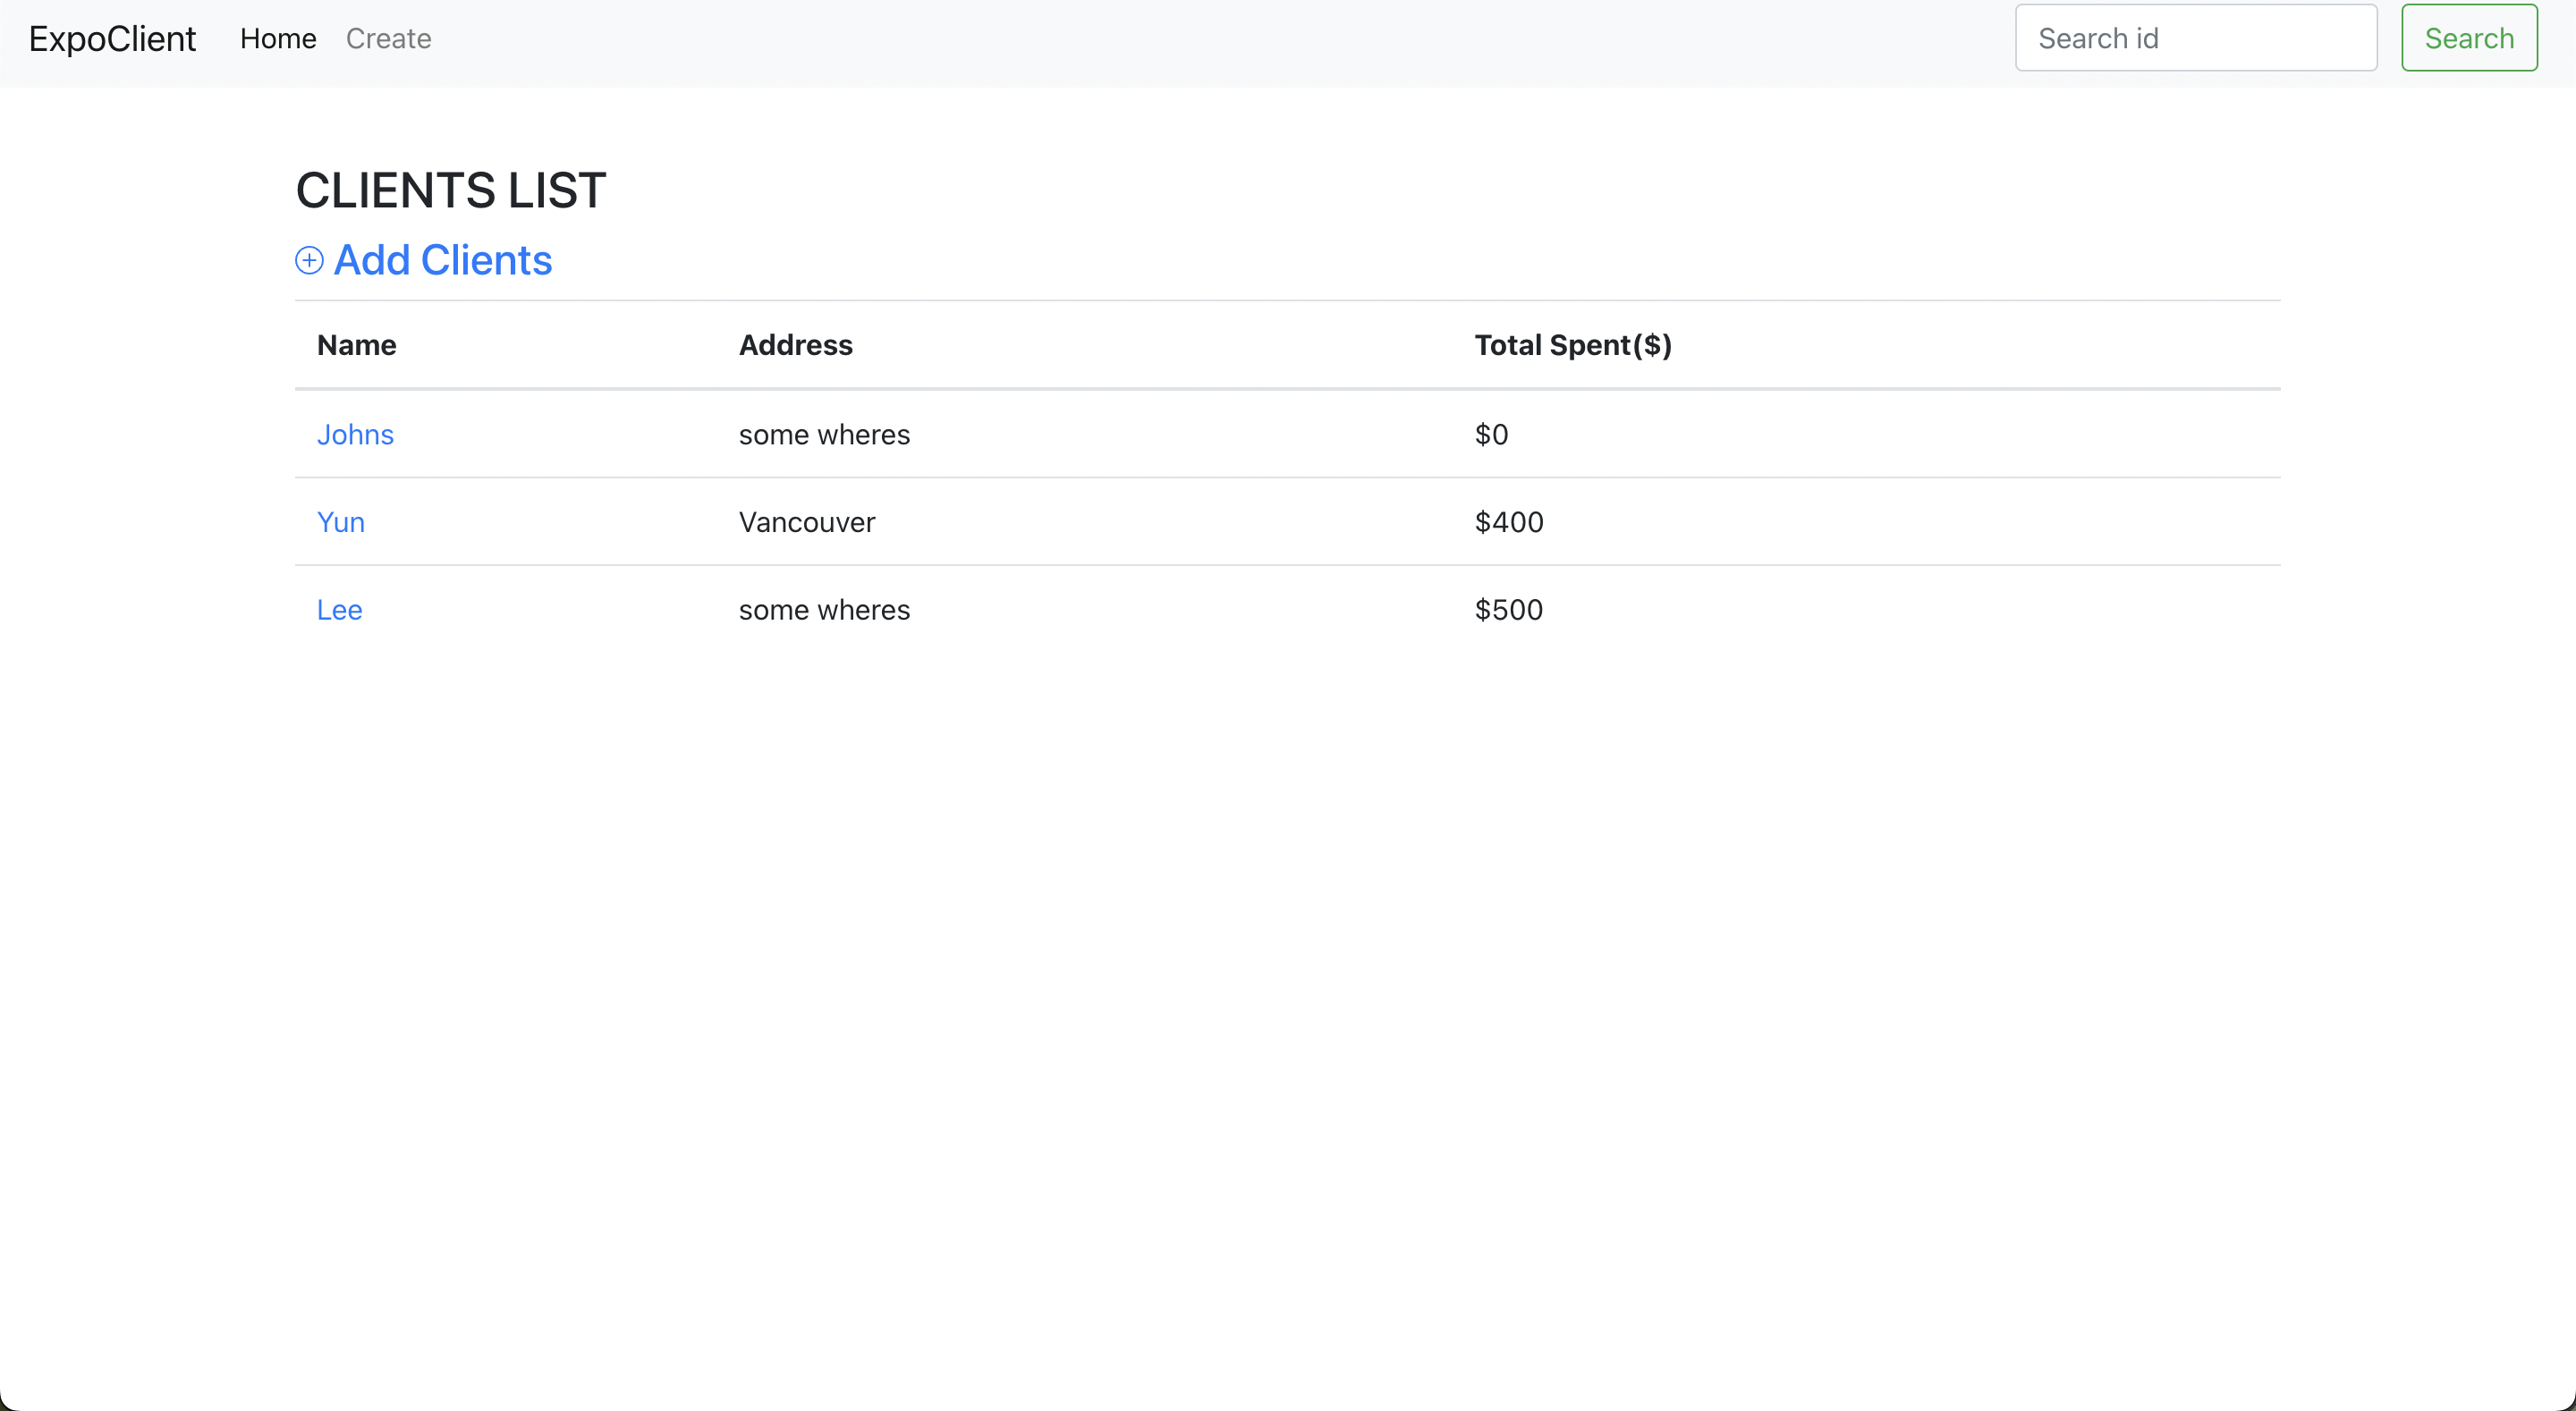 ExpoClient Home Create Search id Search
CLIENTS LIST
Add Clients
Name Address Total Spent($)
Johns some wheres $0
Yun Vancouver $400
Lee some wheres $500